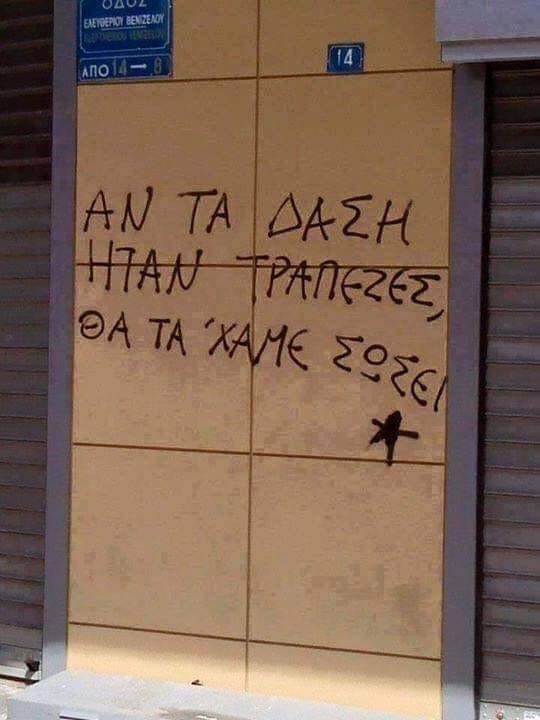 ΟΔΟΣ
ΕΛΕΥΘΕΡΙΟΥ ΒΕΝΙΖΕΛΟΥ
ΑΠΟ 14 → 8
14
ΑΝ ΤΑ ΔΑΣΗ
ΗΤΑΝ ΤΡΑΠΕΖΕΣ,
ΘΑ ΤΑ 'ΧΑΜΕ ΣΩΣΕΙ